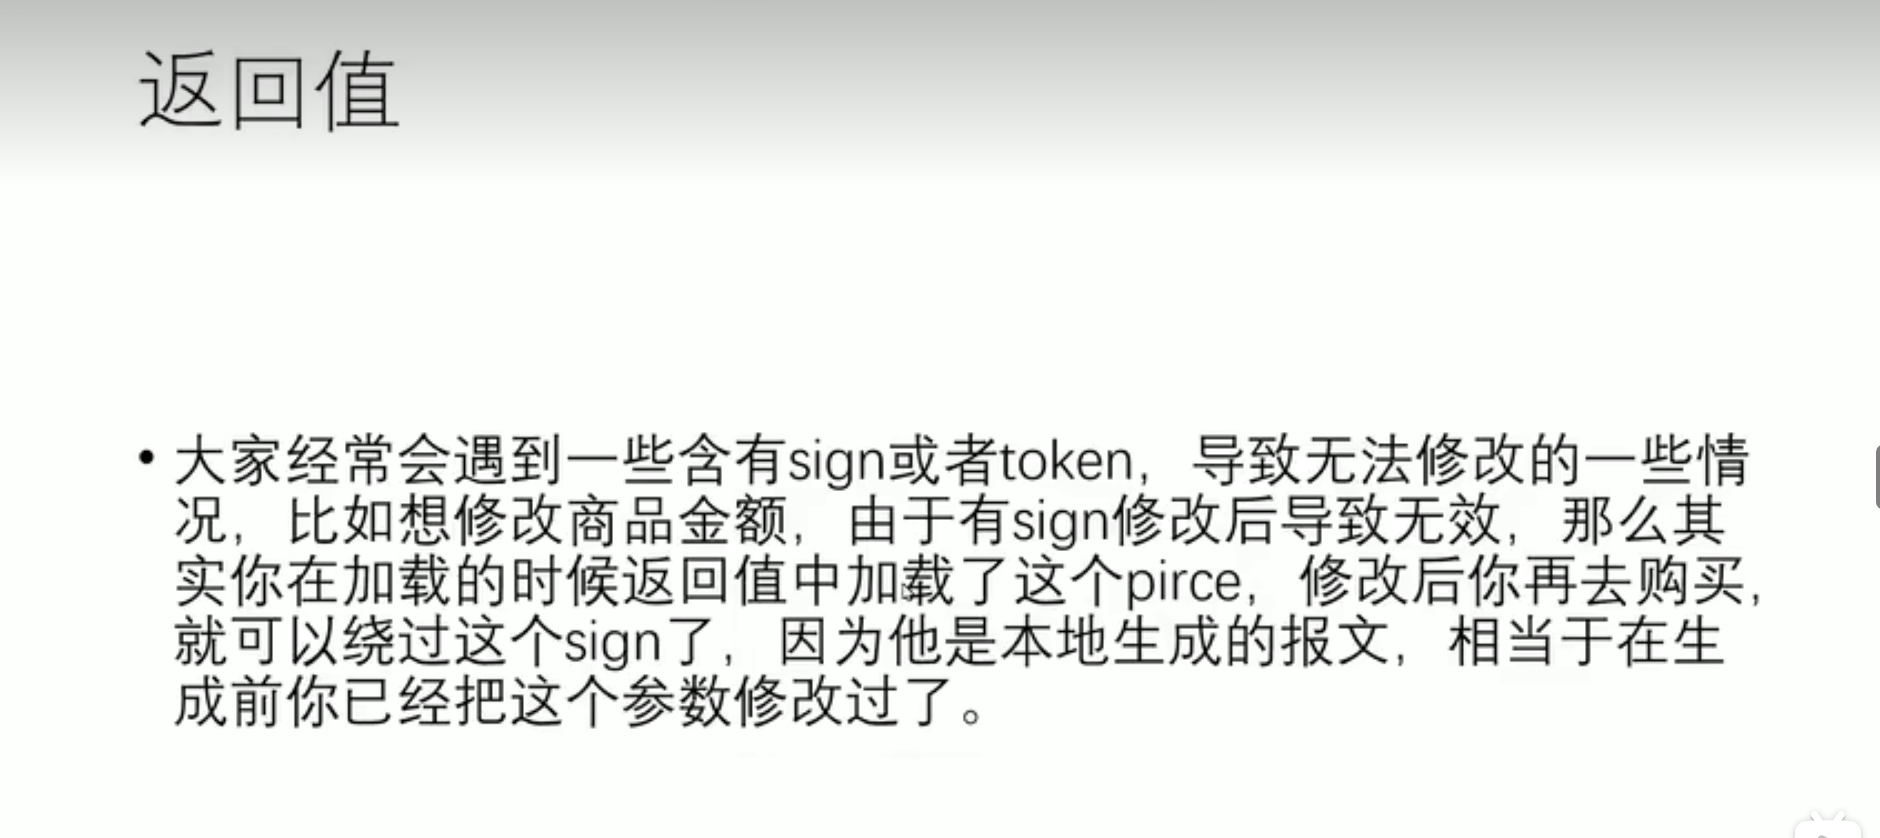 返回值
• 大家经常会遇到一些含有sign或者token，导致无法修改的一些情
况，比如想修改商品金额，由于有sign修改后导致无效，那么其
实你在加载的时候返回值中加载了这个pirce，修改后你再去购买，
就可以绕过这个sign了，因为他是本地生成的报文，相当于在生
成前你已经把这个参数修改过了。